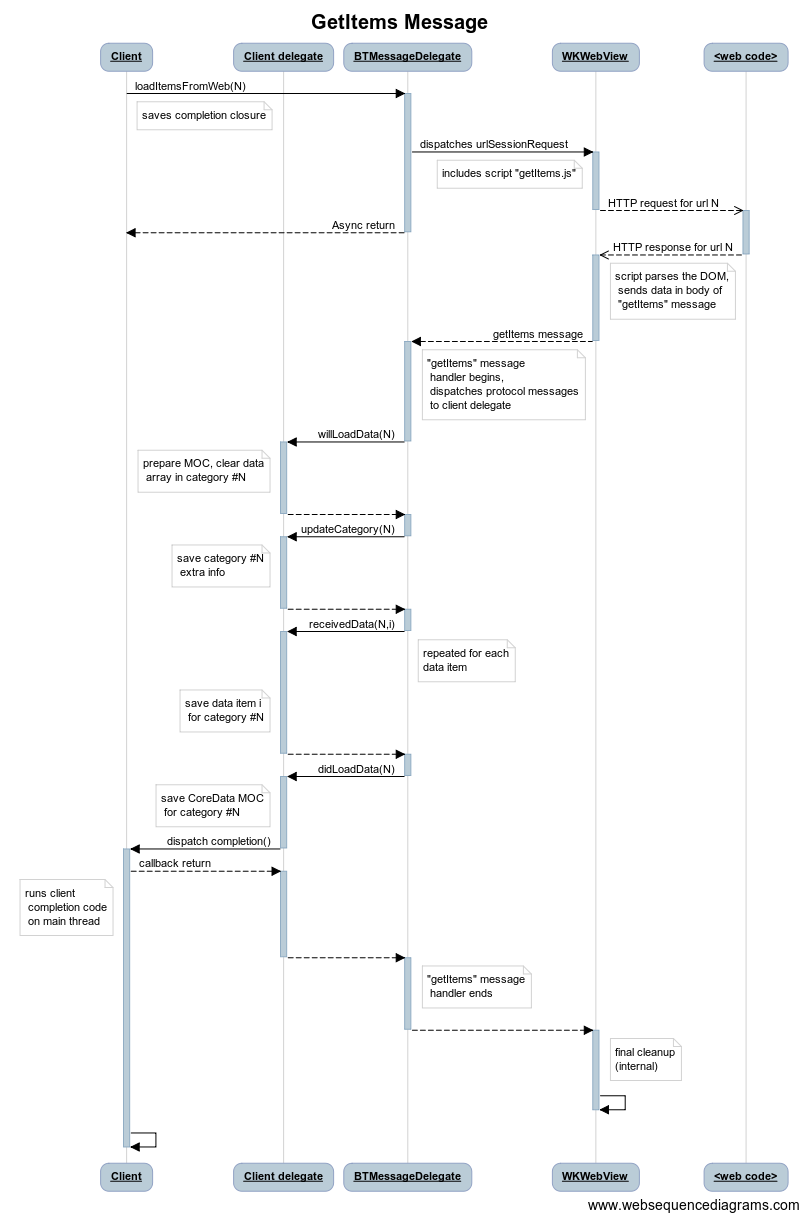 GetItems Message
Client
Client delegate
BTMessageDelegate
WKWebView
<web code>
loadItemsFromWeb(N)
saves completion closure
dispatches urlSessionRequest
includes script "getItems.js"
HTTP request for url N
Async return
HTTP response for url N
script parses the DOM,
sends data in body of
"getItems" message
getItems message
"getItems" message
handler begins,
dispatches protocol messages
to client delegate
willLoadData(N)
prepare MOC, clear data
array in category #N
updateCategory(N)
save category #N
extra info
receivedData(N,i)
repeated for each
data item
save data item i
for category #N
didLoadData(N)
save CoreData MOC
for category #N
dispatch completion()
callback return
runs client
completion code
on main thread
"getItems" message
handler ends
final cleanup
(internal)
Client
Client delegate
BTMessageDelegate
WKWebView
<web code>
www.websequencediagrams.com